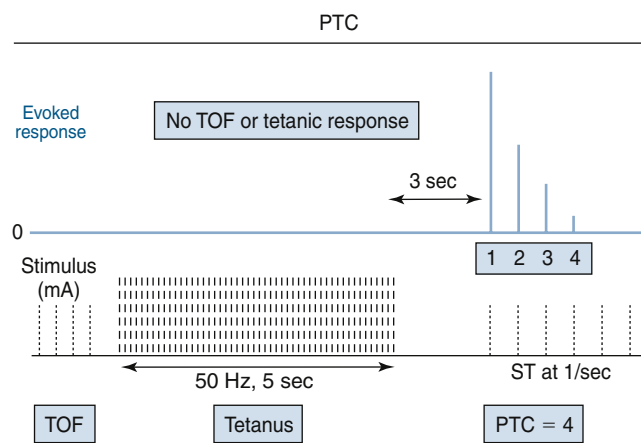 PTC
Evoked
response
No TOF or tetanic response
3 sec
0
1 2 3 4
Stimulus
(mA)
50 Hz, 5 sec
ST at 1/sec
TOF
Tetanus
PTC = 4